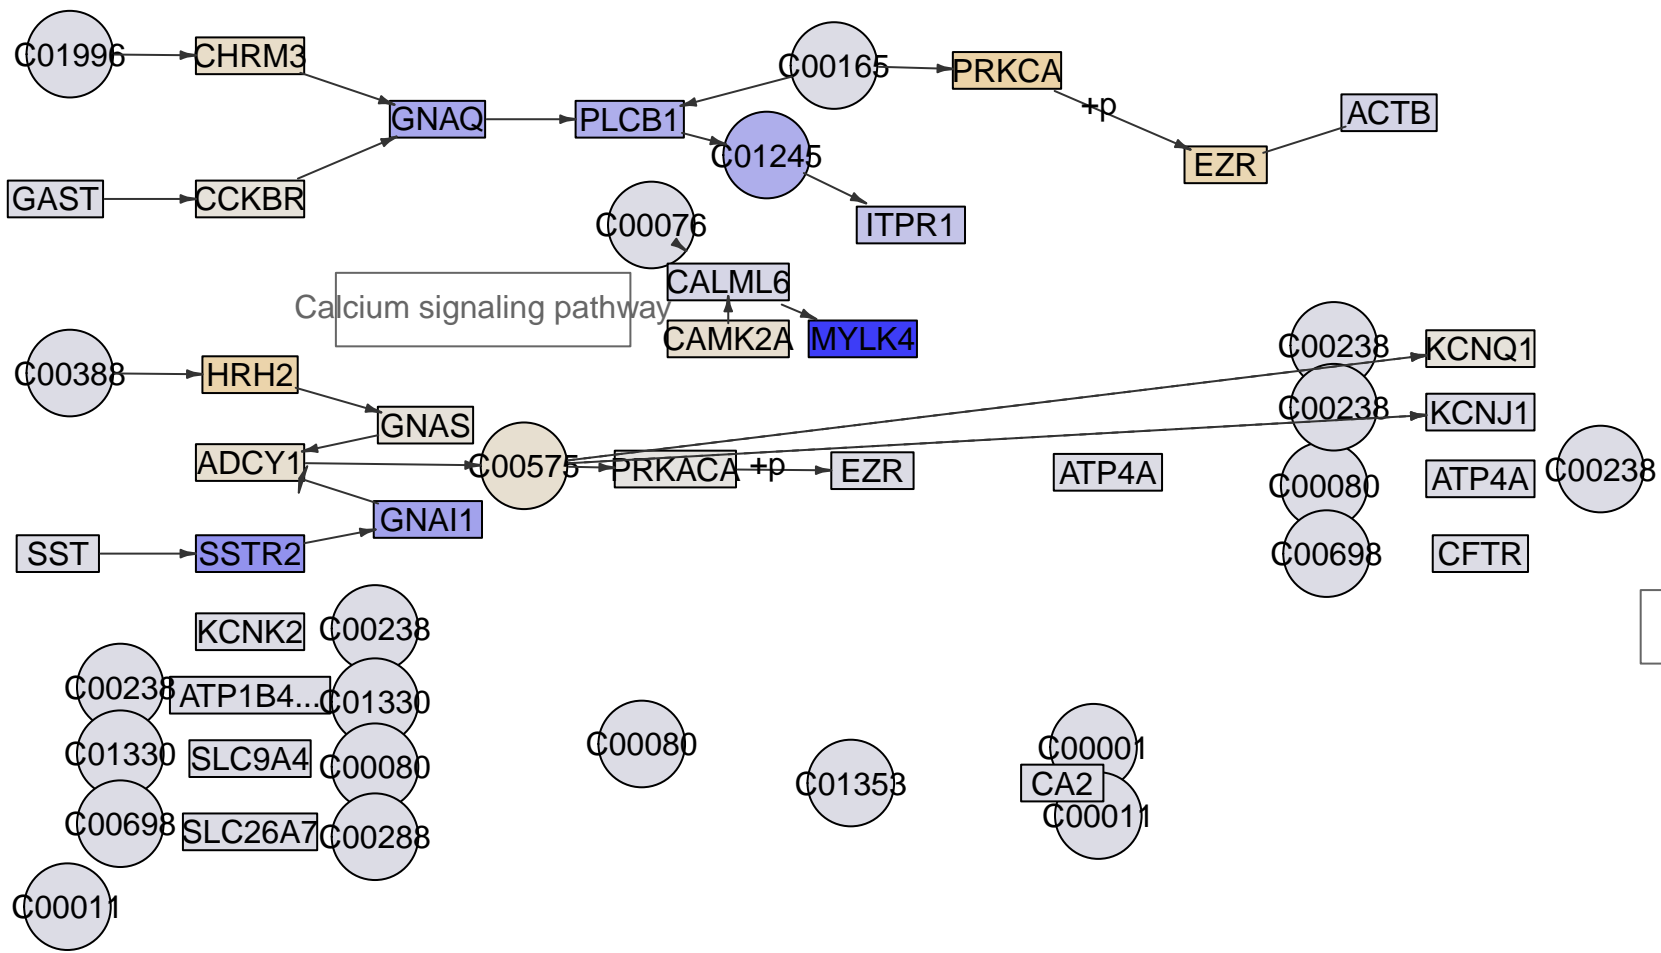 C01996
CHRM3
C00165
PRKCA
+p
ACTB
GNAQ
PLCB1
C01245
EZR
GAST
CCKBR
C00076
ITPR1
CALML6
Calcium signaling pathway
CAMK2A
MYLK4
C00238
KCNQ1
C00388
HRH2
C00238
KCNJ1
GNAS
ADCY1
C00575
PRKACA
+p
EZR
ATP4A
C00080
ATP4A
C00238
GNAI1
SST
SSTR2
C00698
CFTR
KCNK2
C00238
C00238
ATP1B4...
C01330
C01330
SLC9A4
C00080
C00080
C01353
C00001
CA2
C00011
C00698
SLC26A7
C00288
C00011